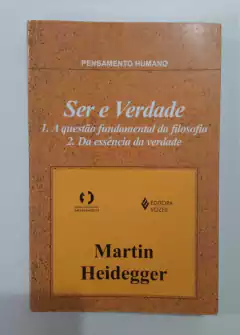 PENSAMENTO HUMANO
Ser e Verdade
1. A questão fundamental da filosofia
2. Da essência da verdade
EDITORA
VOZES
Martin
Heidegger